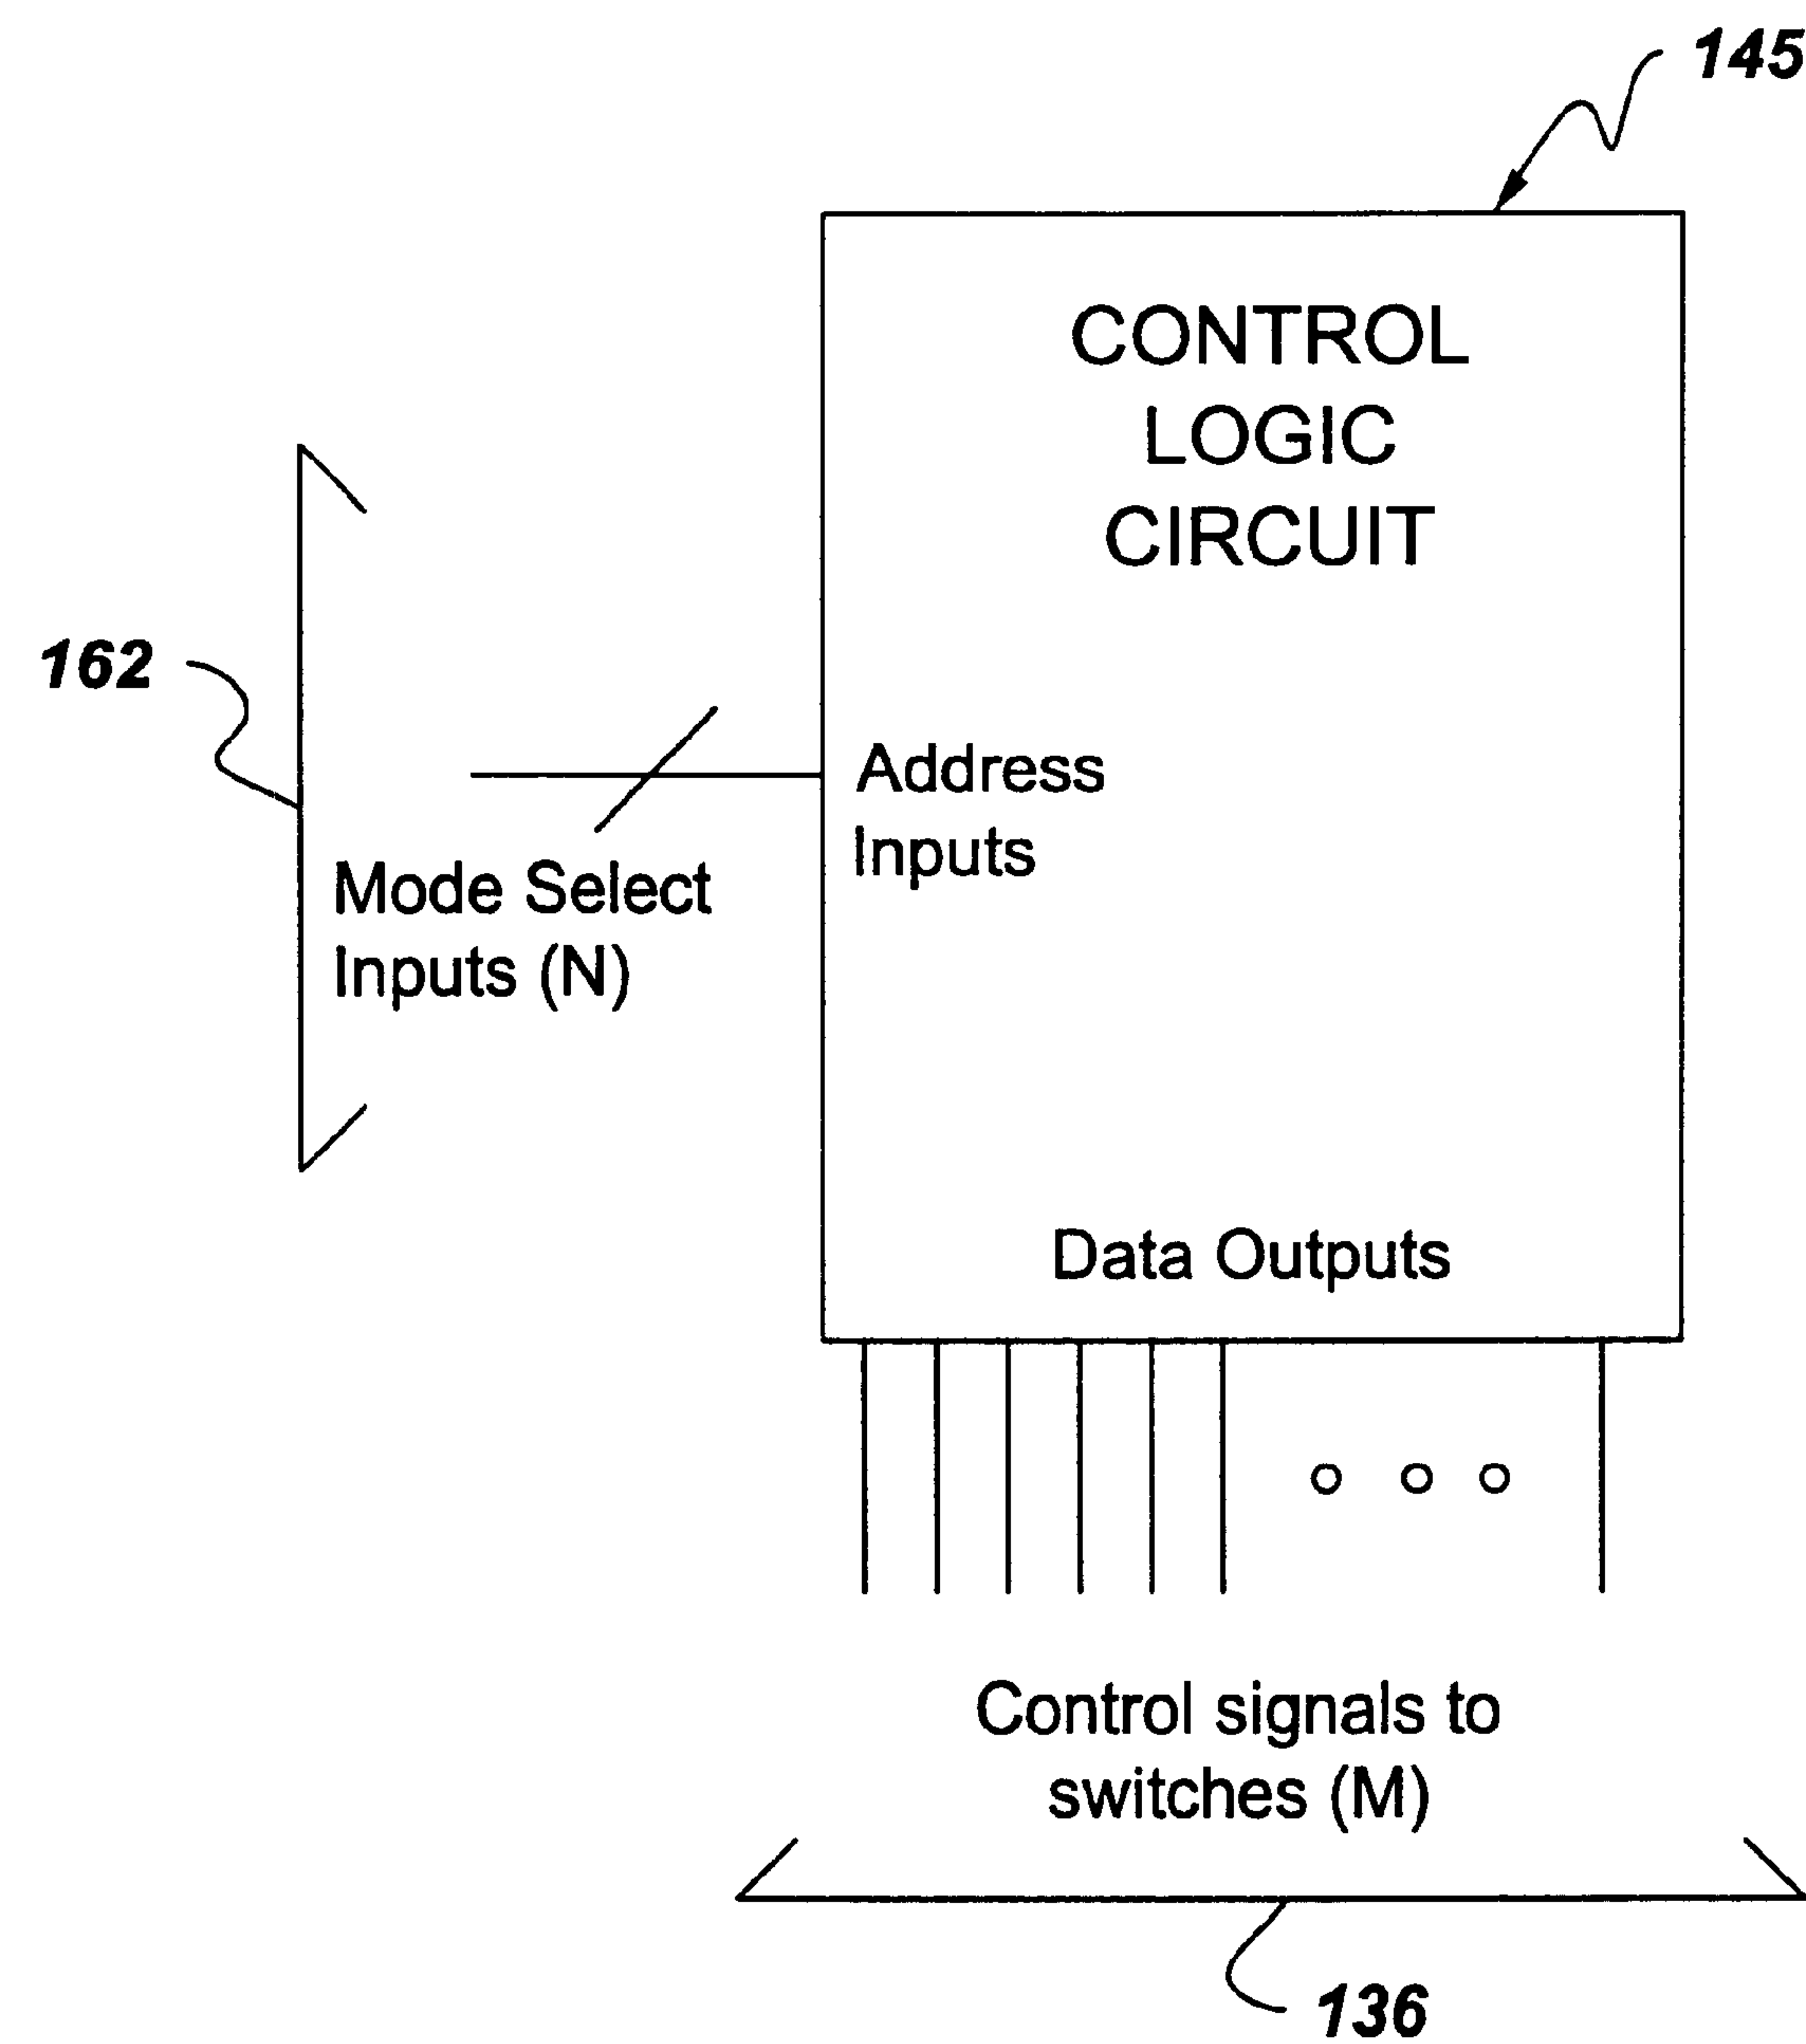 145
CONTROL
LOGIC
CIRCUIT
162
Address
Inputs
Mode Select
Inputs (N)
Data Outputs
Control signals to
switches (M)
136